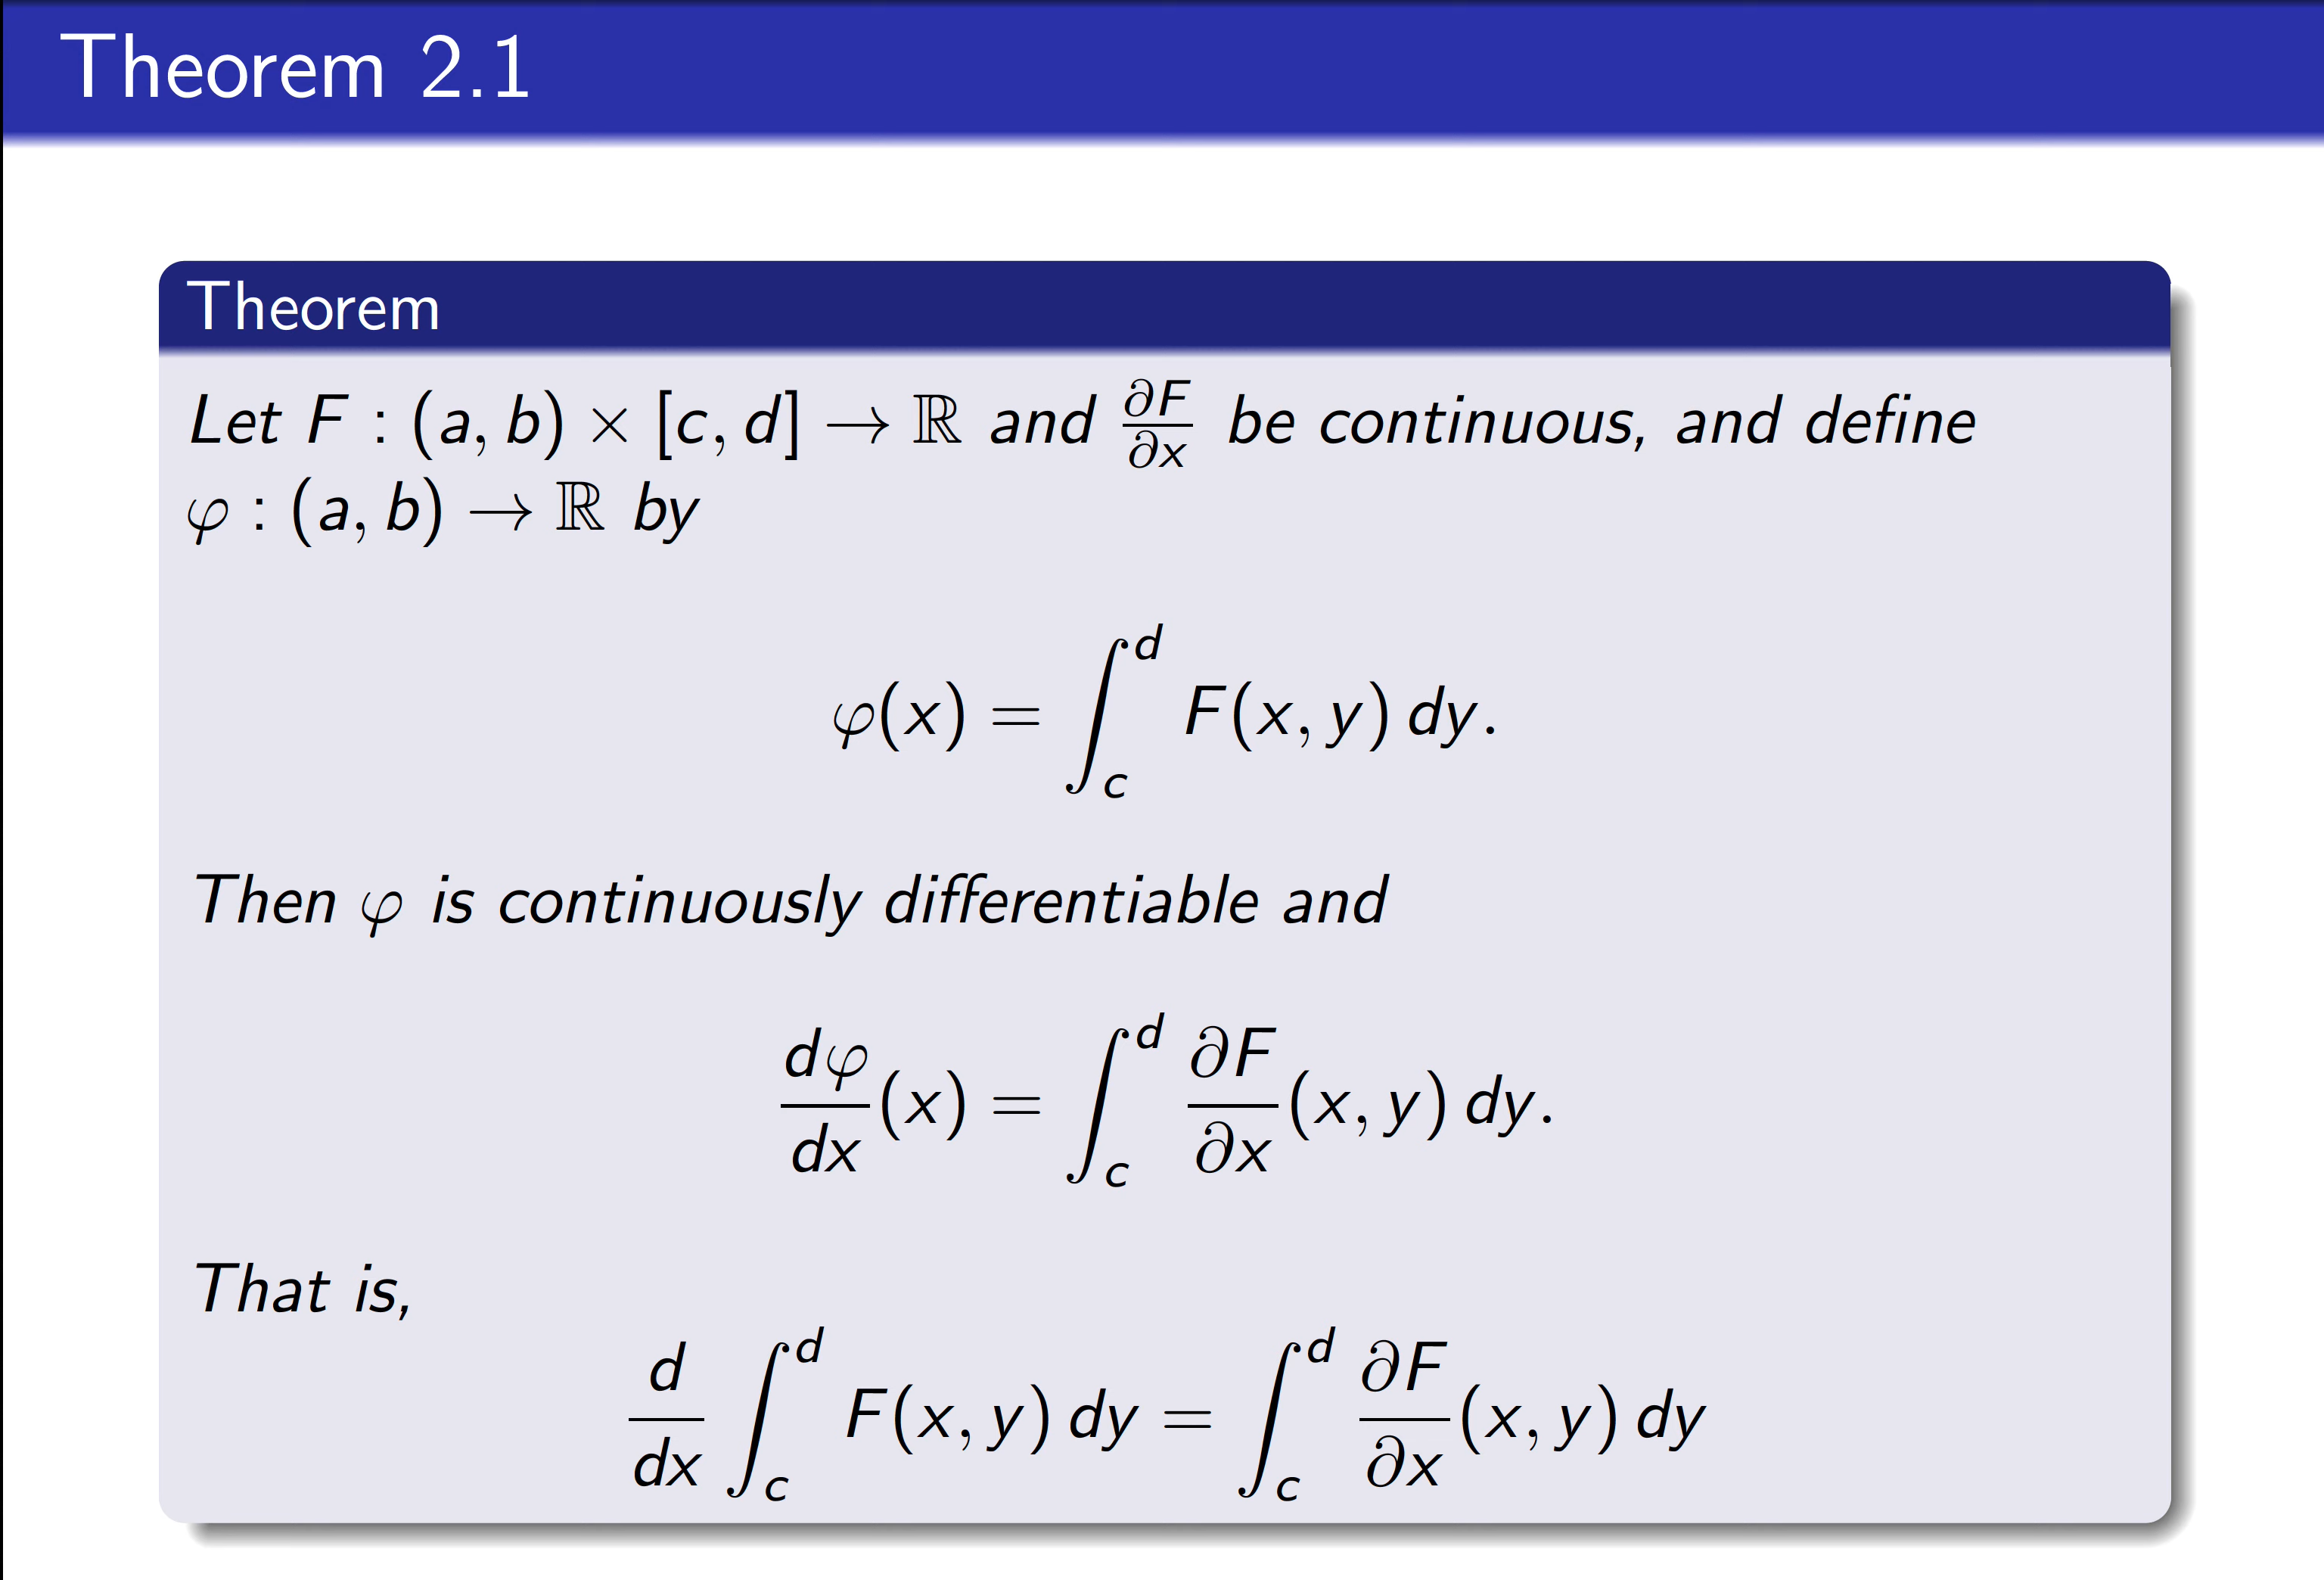 Theorem 2.1
Theorem
Let F : (a, b) × [c, d] → ℝ and ∂F/∂x be continuous, and define
φ : (a, b) → ℝ by
φ(x) = ∫_c^d F(x, y) dy.
Then φ is continuously differentiable and
dφ/dx (x) = ∫_c^d ∂F/∂x (x, y) dy.
That is,
d/dx ∫_c^d F(x, y) dy = ∫_c^d ∂F/∂x (x, y) dy